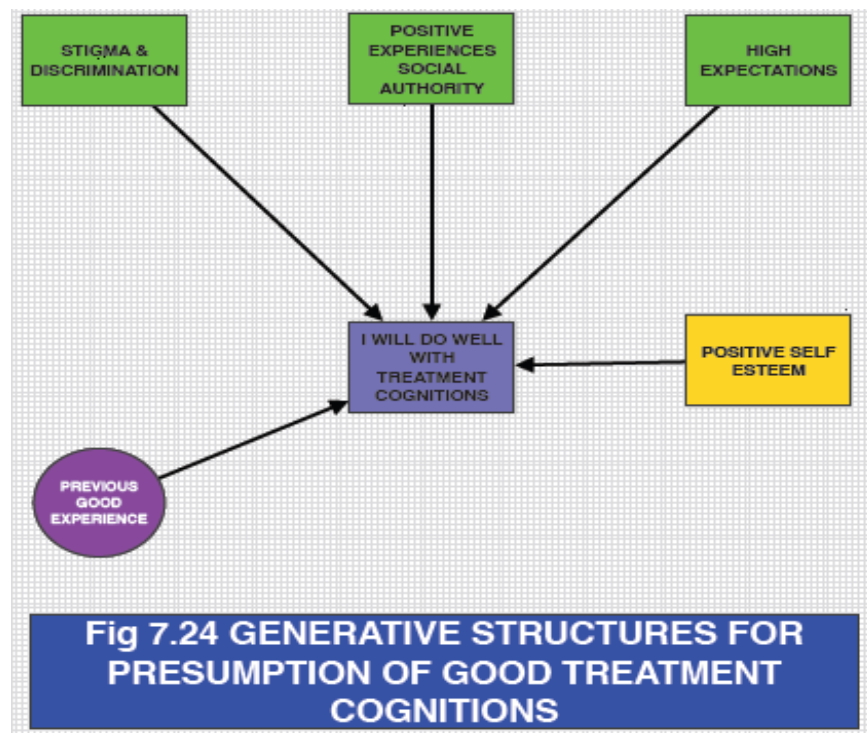 STIGMA &
DISCRIMINATION
POSITIVE
EXPERIENCES
SOCIAL
AUTHORITY
HIGH
EXPECTATIONS
I WILL DO WELL
WITH
TREATMENT
COGNITIONS
POSITIVE SELF
ESTEEM
PREVIOUS
GOOD
EXPERIENCE
Fig 7.24 GENERATIVE STRUCTURES FOR
PRESUMPTION OF GOOD TREATMENT
COGNITIONS